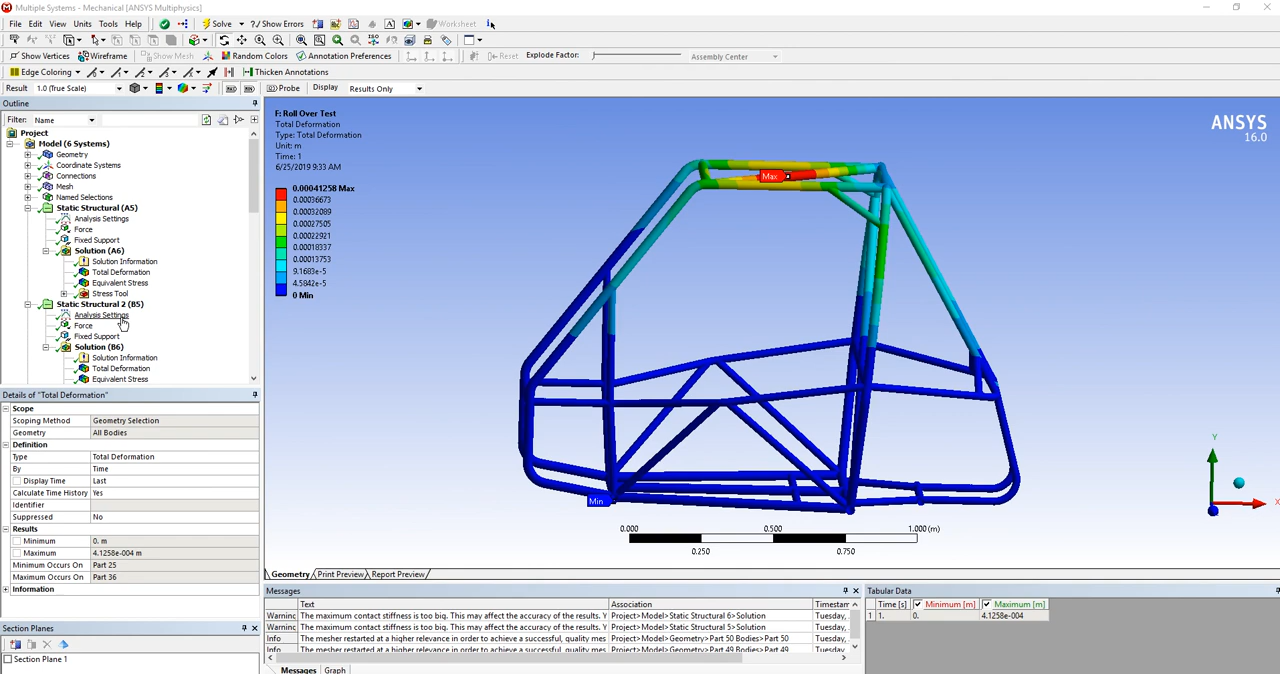 Multiple Systems - Mechanical [ANSYS Multiphysics]
File Edit View Units Tools Help Solve ?/ Show Errors Worksheet
Show Vertices Wireframe Show Mesh Random Colors Annotation Preferences Reset Explode Factor: Assembly Center
Edge Coloring Thicken Annotations
Result 1.0 (True Scale) Probe Display Results Only
Outline
Filter: Name
Project
Model (6 Systems)
Geometry
Coordinate Systems
Connections
Mesh
Named Selections
Static Structural (A5)
Analysis Settings
Force
Fixed Support
Solution (A6)
Solution Information
Total Deformation
Equivalent Stress
Stress Tool
Static Structural 2 (B5)
Analysis Settings
Force
Fixed Support
Solution (B6)
Solution Information
Total Deformation
Equivalent Stress
Details of "Total Deformation"
Scope
Scoping Method Geometry Selection
Geometry All Bodies
Definition
Type Total Deformation
By Time
Display Time Last
Calculate Time History Yes
Identifier
Suppressed No
Results
Minimum 0. m
Maximum 4.1258e-004 m
Minimum Occurs On Part 25
Maximum Occurs On Part 36
Information
Section Planes
Section Plane 1
F: Roll Over Test
Total Deformation
Type: Total Deformation
Unit: m
Time: 1
6/25/2019 9:33 AM
0.00041258 Max
0.00036673
0.00032089
0.00027505
0.00022921
0.00018337
0.00013753
9.1683e-5
4.5842e-5
0 Min
ANSYS
16.0
Max
Min
0.000 0.500 1.000 (m)
0.250 0.750
Y
X
Geometry Print Preview Report Preview
Messages
Text Association Timestam
Warning The maximum contact stiffness is too big. This may affect the accuracy of the results. Y Project>Model>Static Structural 6>Solution Tuesday,
Warning The maximum contact stiffness is too big. This may affect the accuracy of the results. Y Project>Model>Static Structural 5>Solution Tuesday,
Info The mesher restarted at a higher relevance in order to achieve a successful, quality mes Project>Model>Geometry>Part 50 Bodies>Part 50 Tuesday,
Info The mesher restarted at a higher relevance in order to achieve a successful, quality mes Project>Model>Geometry>Part 49 Bodies>Part 49 Tuesday,
Messages Graph
Tabular Data
Time [s] Minimum [m] Maximum [m]
1 1. 0. 4.1258e-004